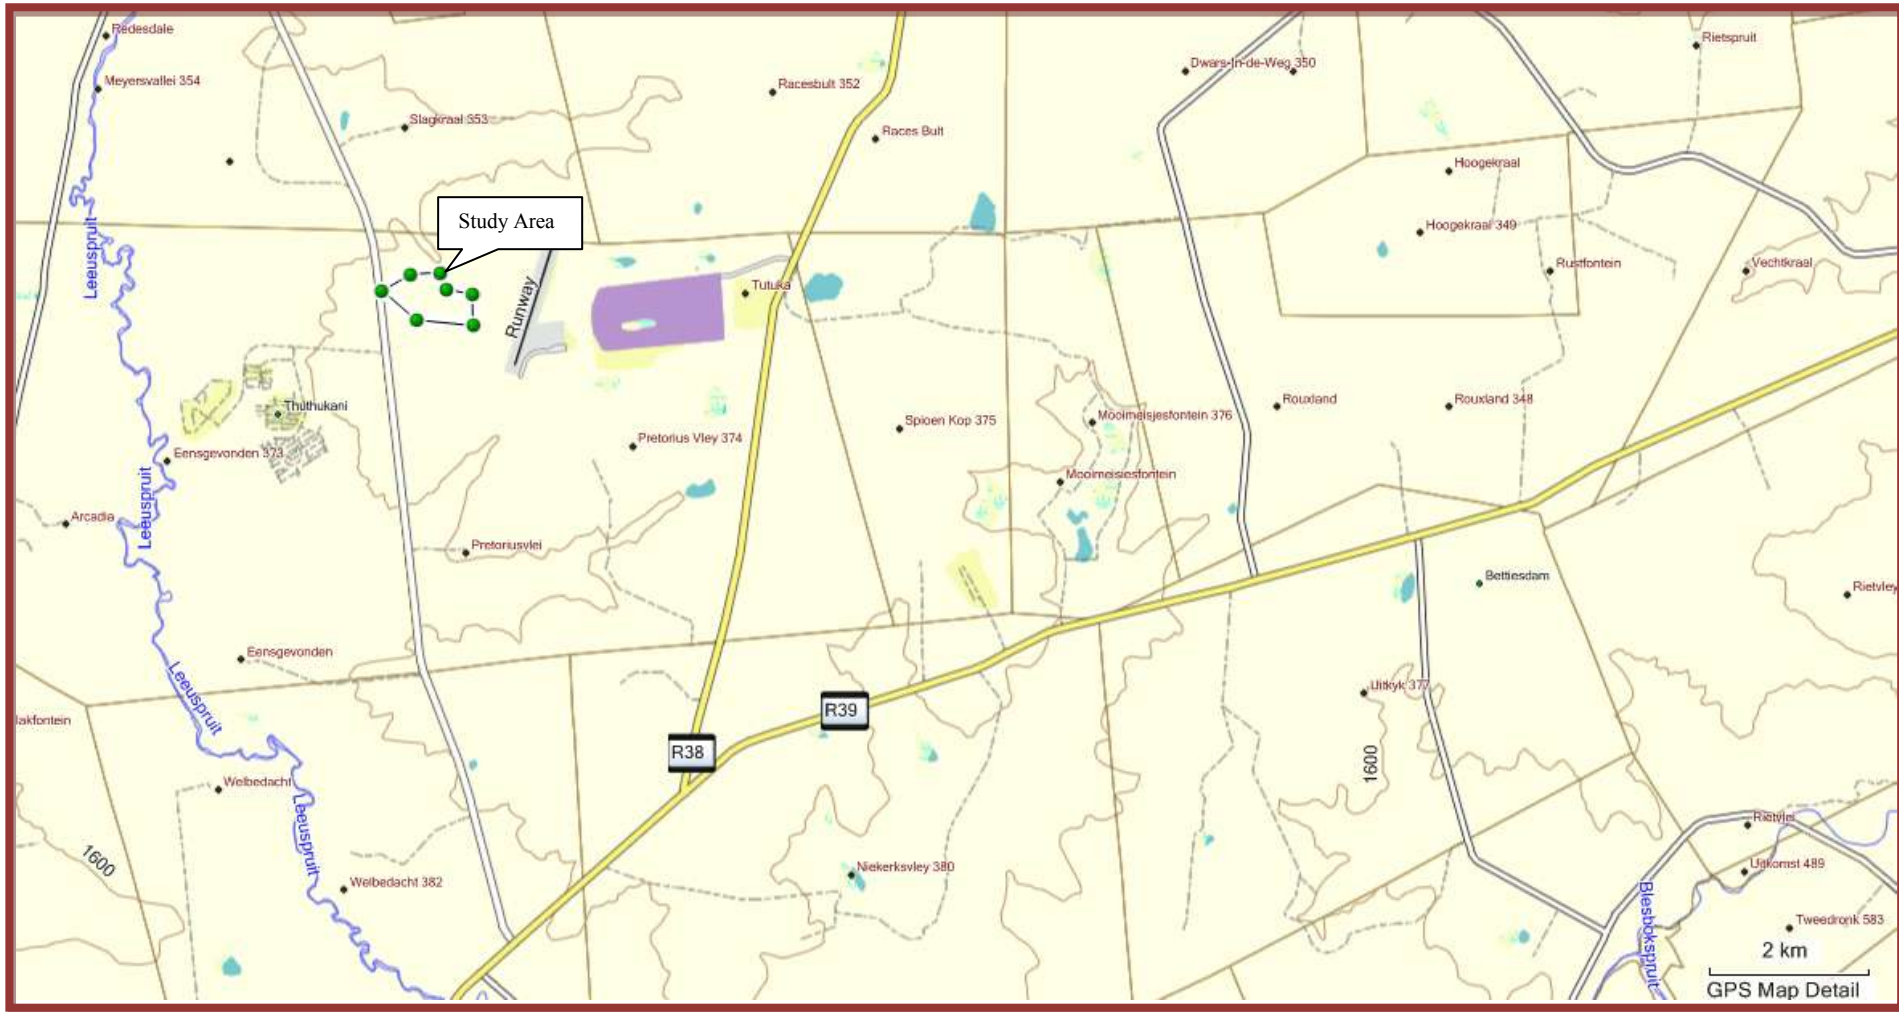 Redesdale
Rietspruit
Dwars-In-de-Weg 350
Meyersvallei 354
Racesbult 352
Slagkraal 353
Races Bult
Hoogekraal
Study Area
Leeuspruit
Hoogekraal 349
Rustfontein
Vechtkraal
Tutuka
Runway
Thuthukani
Rouxland
Rouxland 348
Spioen Kop 375
Mooimeisjesfontein 376
Pretorius Vley 374
Eensgevonden 373
Mooimeisiesfontein
Leeuspruit
Arcadia
Pretoriusvlei
Bettiesdam
Rietvley
Eensgevonden
Leeuspruit
Uitkyk 377
lakfontein
R39
R38
1600
Welbedacht
Leeuspruit
Rietvlei
1600
Niekerksvley 380
Uitkomst 489
Welbedacht 382
Blesbokspruit
Tweedronk 583
2 km
GPS Map Detail